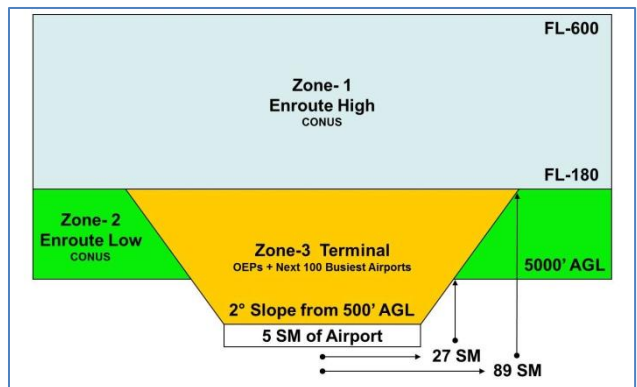 FL-600
Zone- 1
Enroute High
CONUS
FL-180
Zone- 2
Enroute Low
CONUS
Zone-3 Terminal
OEPs + Next 100 Busiest Airports
5000’ AGL
2° Slope from 500’ AGL
5 SM of Airport
27 SM
89 SM